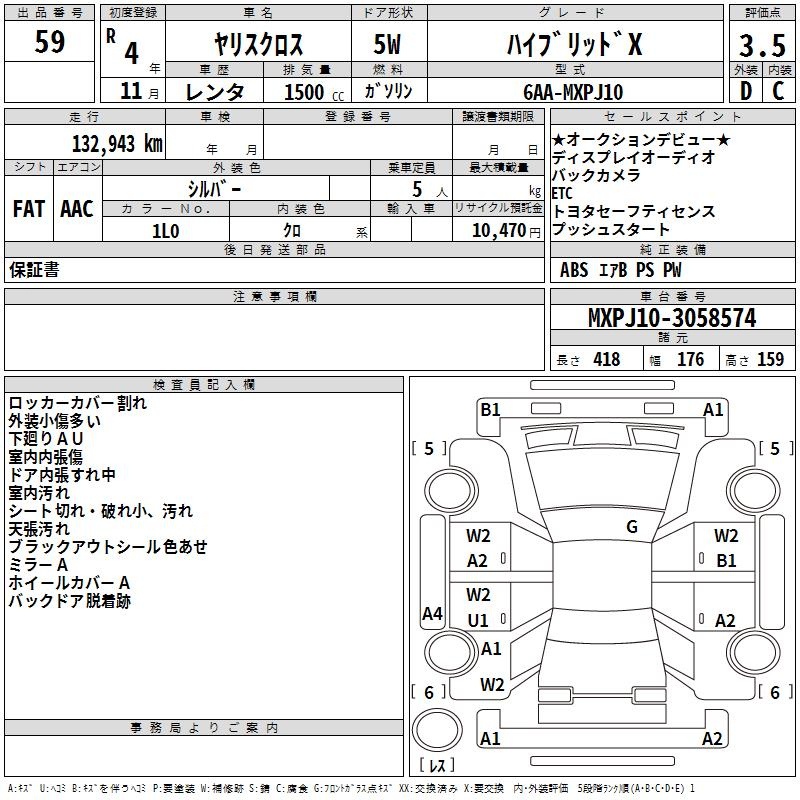 出品番号 初度登録 車名 ドア形状 グレード 評価点
59 R 4 年 ヤリスクロス 5W ハイブリッドX 3.5
車歴 排気量 燃料 型式 外装 内装
11 月 レンタ 1500 CC ガソリン 6AA-MXPJ10 D C
走行 車検 登録番号 譲渡書類期限 セールスポイント
132,943 km 年 月 月 日
★オークションデビュー★
ディスプレイオーディオ
バックカメラ
ETC
トヨタセーフティセンス
プッシュスタート
シフト エアコン 外装色 乗車定員 最大積載量
FAT AAC シルバー 5 人 kg
カラーNo. 内装色 輸入車 リサイクル預託金
1L0 クロ 系 10,470 円
後日発送部品 純正装備
保証書 ABS エアB PS PW
注意事項欄 車台番号
MXPJ10-3058574
諸元
長さ 418 幅 176 高さ 159
検査員記入欄
ロッカーカバー割れ
外装小傷多い
下廻りAU
室内内張傷
ドア内張すれ中
室内汚れ
シート切れ・破れ小、汚れ
天張汚れ
ブラックアウトシール色あせ
ミラーA
ホイールカバーA
バックドア脱着跡
事務局よりご案内
B1 A1
[ 5 ] [ 5 ]
G
W2 W2
A2 B1
W2
A4 U1 A2
A1
W2
[ 6 ] [ 6 ]
A1 A2
[ レス ]
A:キズ U:ヘコミ B:キズを伴うヘコミ P:要塗装 W:補修跡 S:錆 C:腐食 G:フロントガラス点キズ XX:交換済み X:要交換 内・外装評価 5段階ランク順(A・B・C・D・E) 1